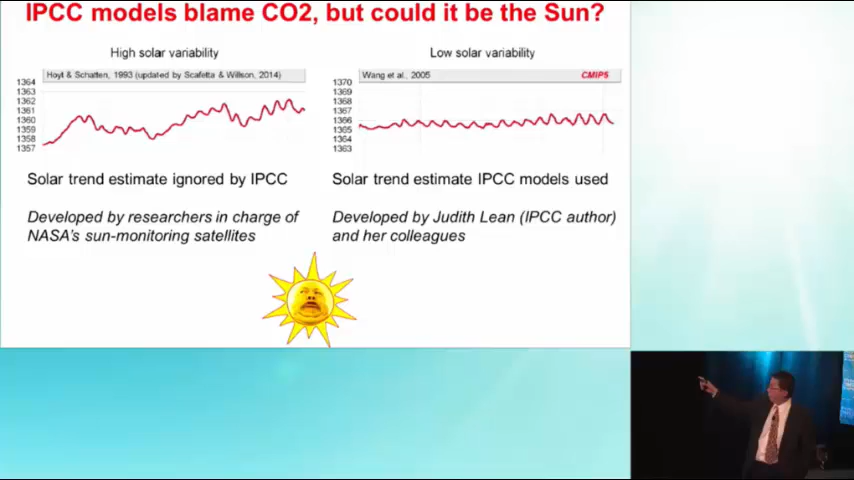 IPCC models blame CO2, but could it be the Sun?
High solar variability
Hoyt & Schatten, 1993 (updated by Scafetta & Willson, 2014)
1364
1363
1362
1361
1360
1359
1358
1357
Solar trend estimate ignored by IPCC
Developed by researchers in charge of
NASA's sun-monitoring satellites
Low solar variability
Wang et al., 2005
CMIP5
1370
1369
1368
1367
1366
1365
1364
1363
Solar trend estimate IPCC models used
Developed by Judith Lean (IPCC author)
and her colleagues